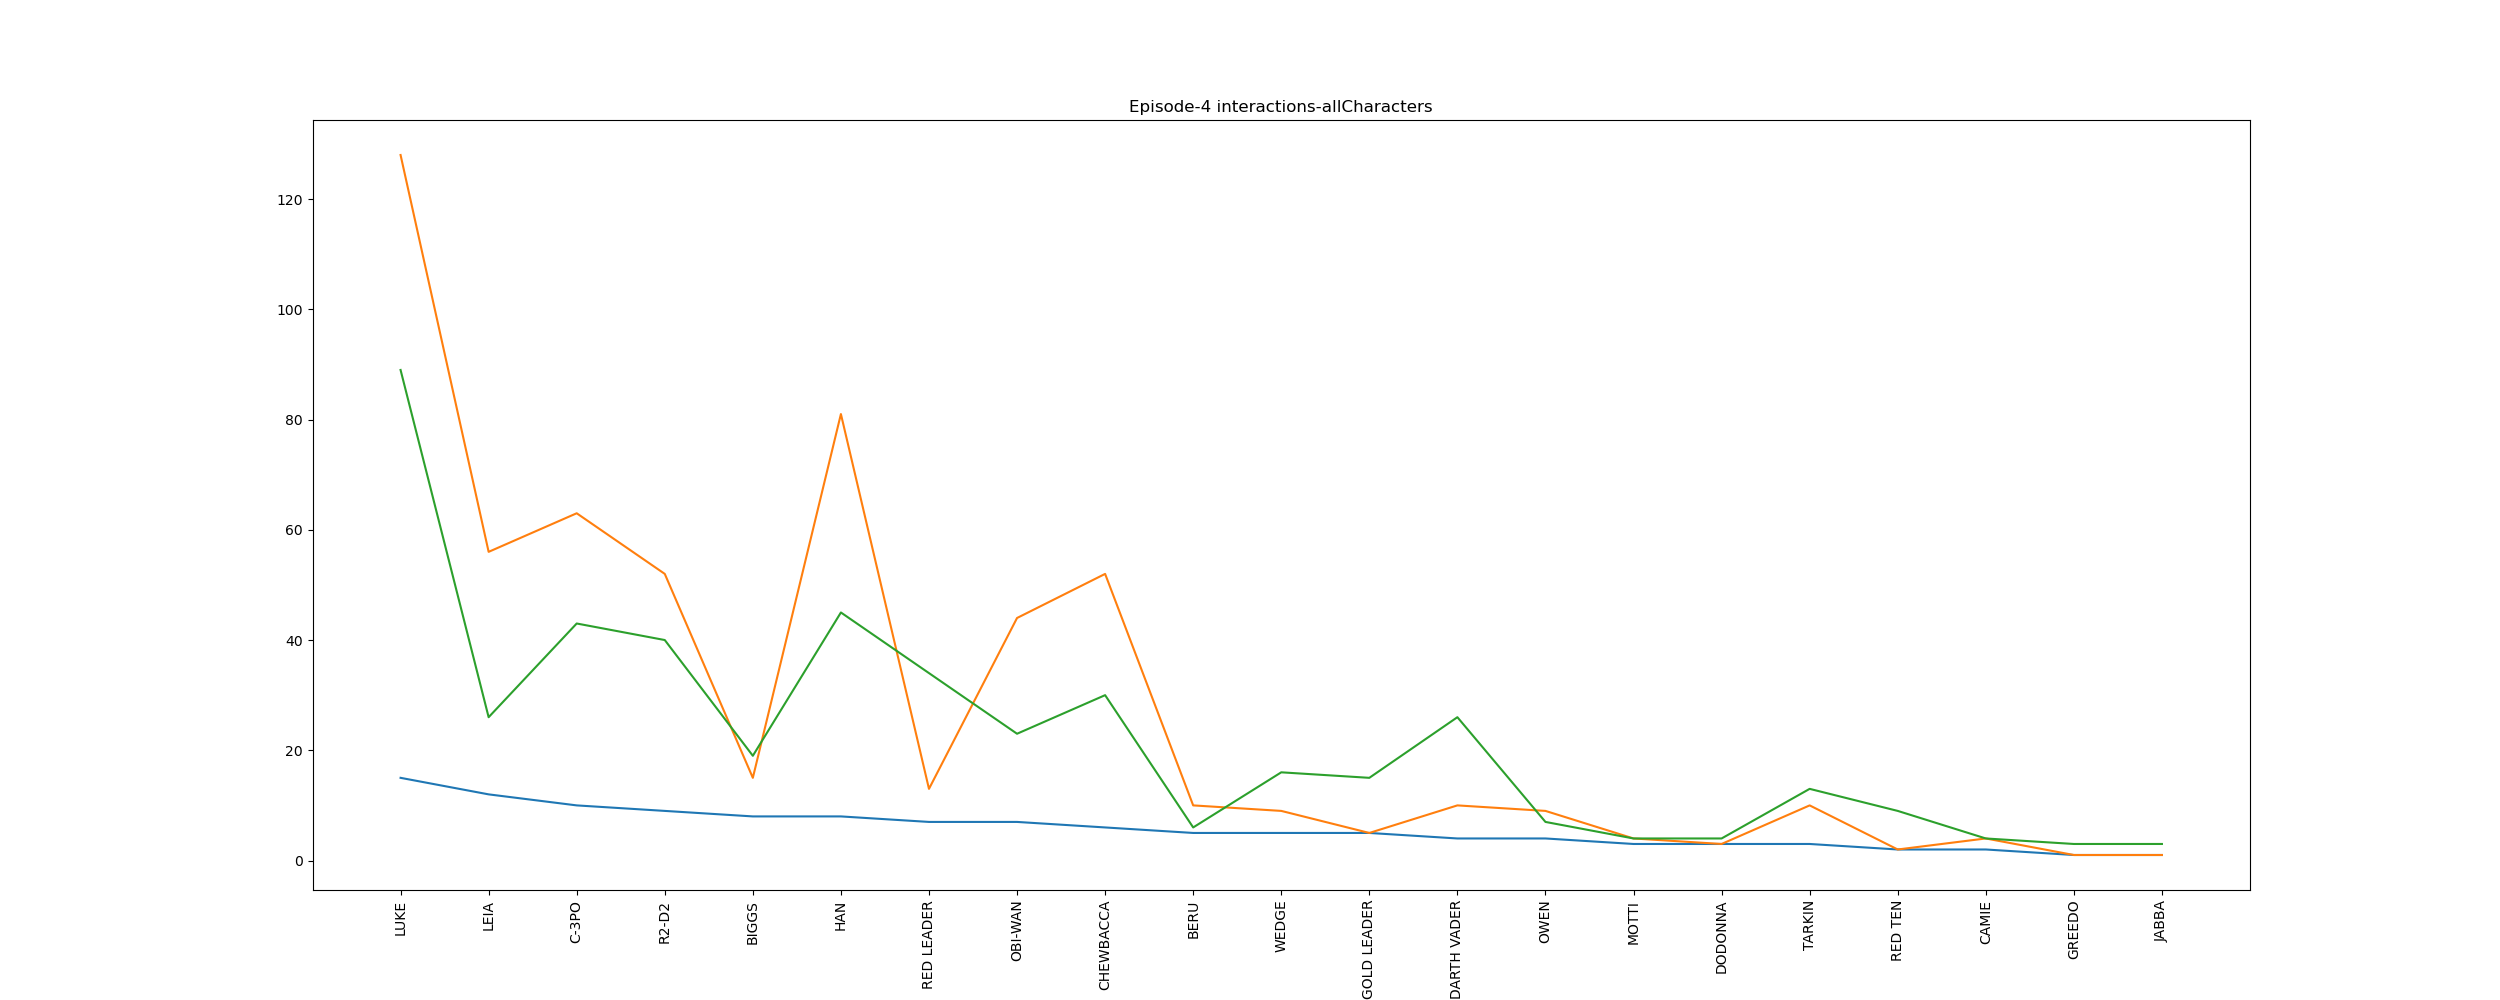 Episode-4 interactions-allCharacters
120
100
80
60
40
20
0
LUKE
LEIA
C-3PO
R2-D2
BIGGS
HAN
RED LEADER
OBI-WAN
CHEWBACCA
BERU
WEDGE
GOLD LEADER
DARTH VADER
OWEN
MOTTI
DODONNA
TARKIN
RED TEN
CAMIE
GREEDO
JABBA